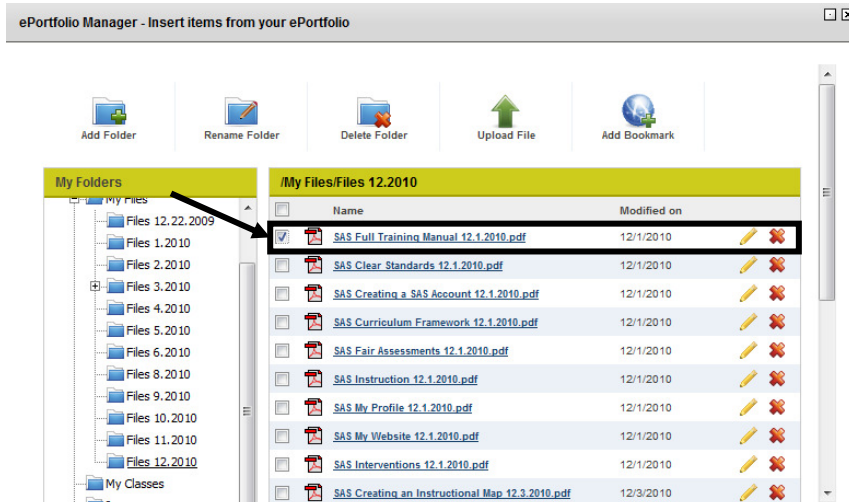 ePortfolio Manager - Insert items from your ePortfolio
Add Folder Rename Folder Delete Folder Upload File Add Bookmark
My Folders
My Files
Files 12.22.2009
Files 1.2010
Files 2.2010
Files 3.2010
Files 4.2010
Files 5.2010
Files 6.2010
Files 8.2010
Files 9.2010
Files 10.2010
Files 11.2010
Files 12.2010
My Classes
/My Files/Files 12.2010
Name Modified on
SAS Full Training Manual 12.1.2010.pdf 12/1/2010
SAS Clear Standards 12.1.2010.pdf 12/1/2010
SAS Creating a SAS Account 12.1.2010.pdf 12/1/2010
SAS Curriculum Framework 12.1.2010.pdf 12/1/2010
SAS Fair Assessments 12.1.2010.pdf 12/1/2010
SAS Instruction 12.1.2010.pdf 12/1/2010
SAS My Profile 12.1.2010.pdf 12/1/2010
SAS My Website 12.1.2010.pdf 12/1/2010
SAS Interventions 12.1.2010.pdf 12/1/2010
SAS Creating an Instructional Map 12.3.2010.pdf 12/3/2010